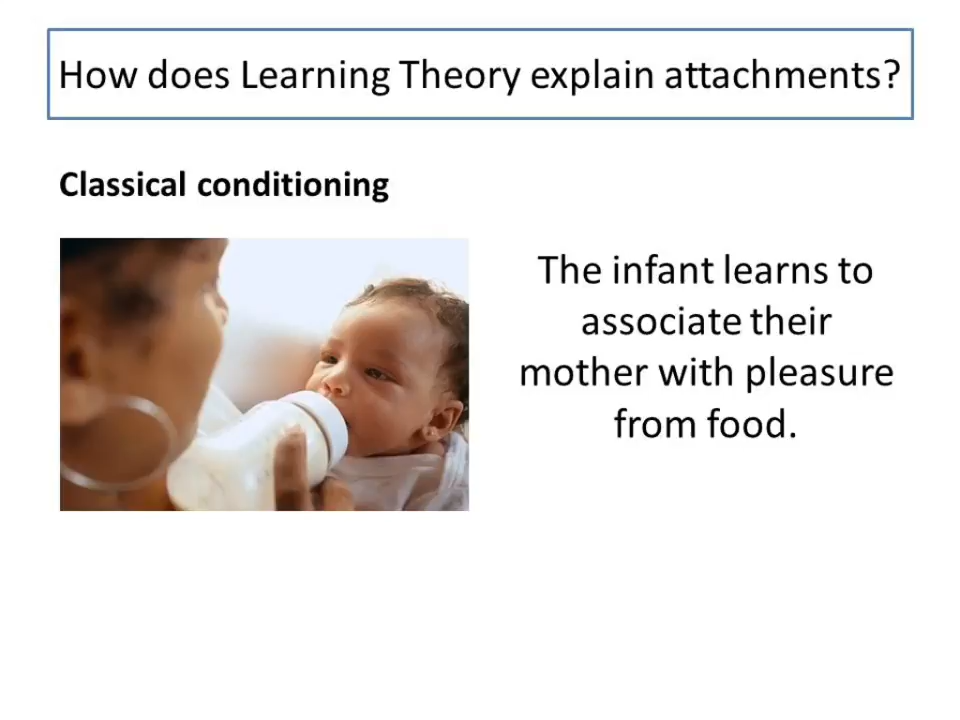 How does Learning Theory explain attachments?
Classical conditioning
The infant learns to
associate their
mother with pleasure
from food.